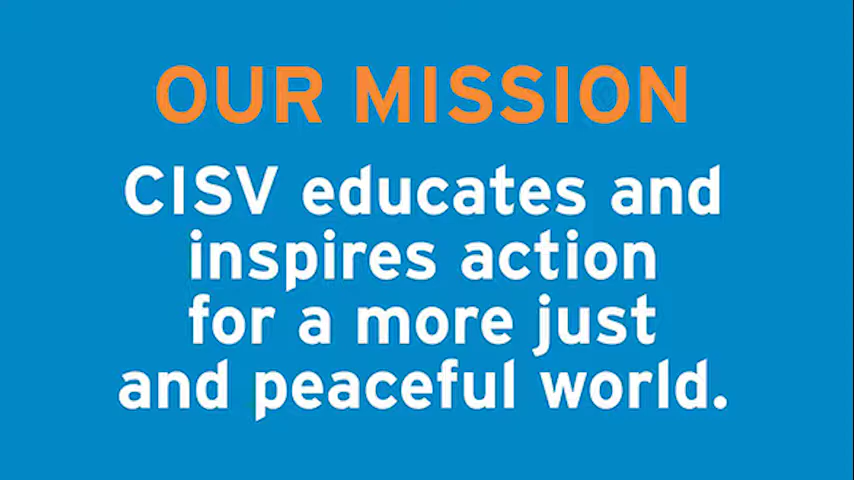 OUR MISSION
CISV educates and
inspires action
for a more just
and peaceful world.